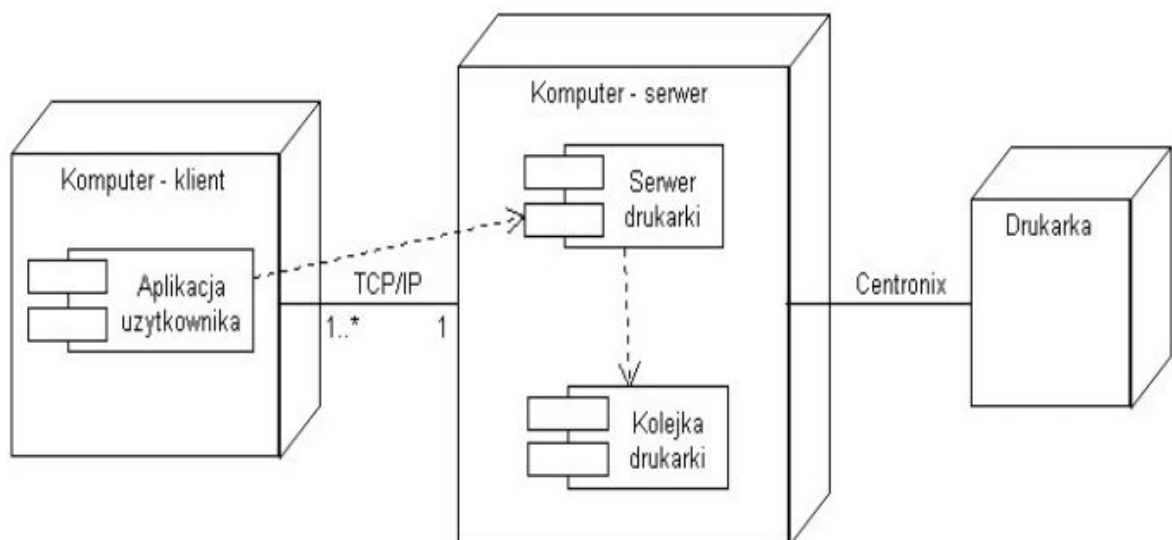 Komputer - klient
Aplikacja
uzytkownika
TCP/IP
1..*
1
Komputer - serwer
Serwer
drukarki
Kolejka
drukarki
Centronix
Drukarka